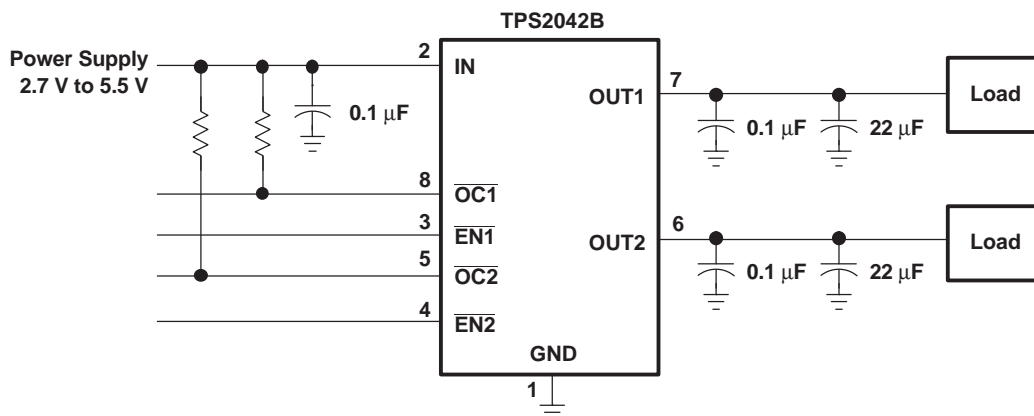 TPS2042B
Power Supply
2.7 V to 5.5 V
2
IN
0.1 μF
8
OC1
3
EN1
5
OC2
4
EN2
GND
1
OUT1
7
0.1 μF
22 μF
Load
OUT2
6
0.1 μF
22 μF
Load